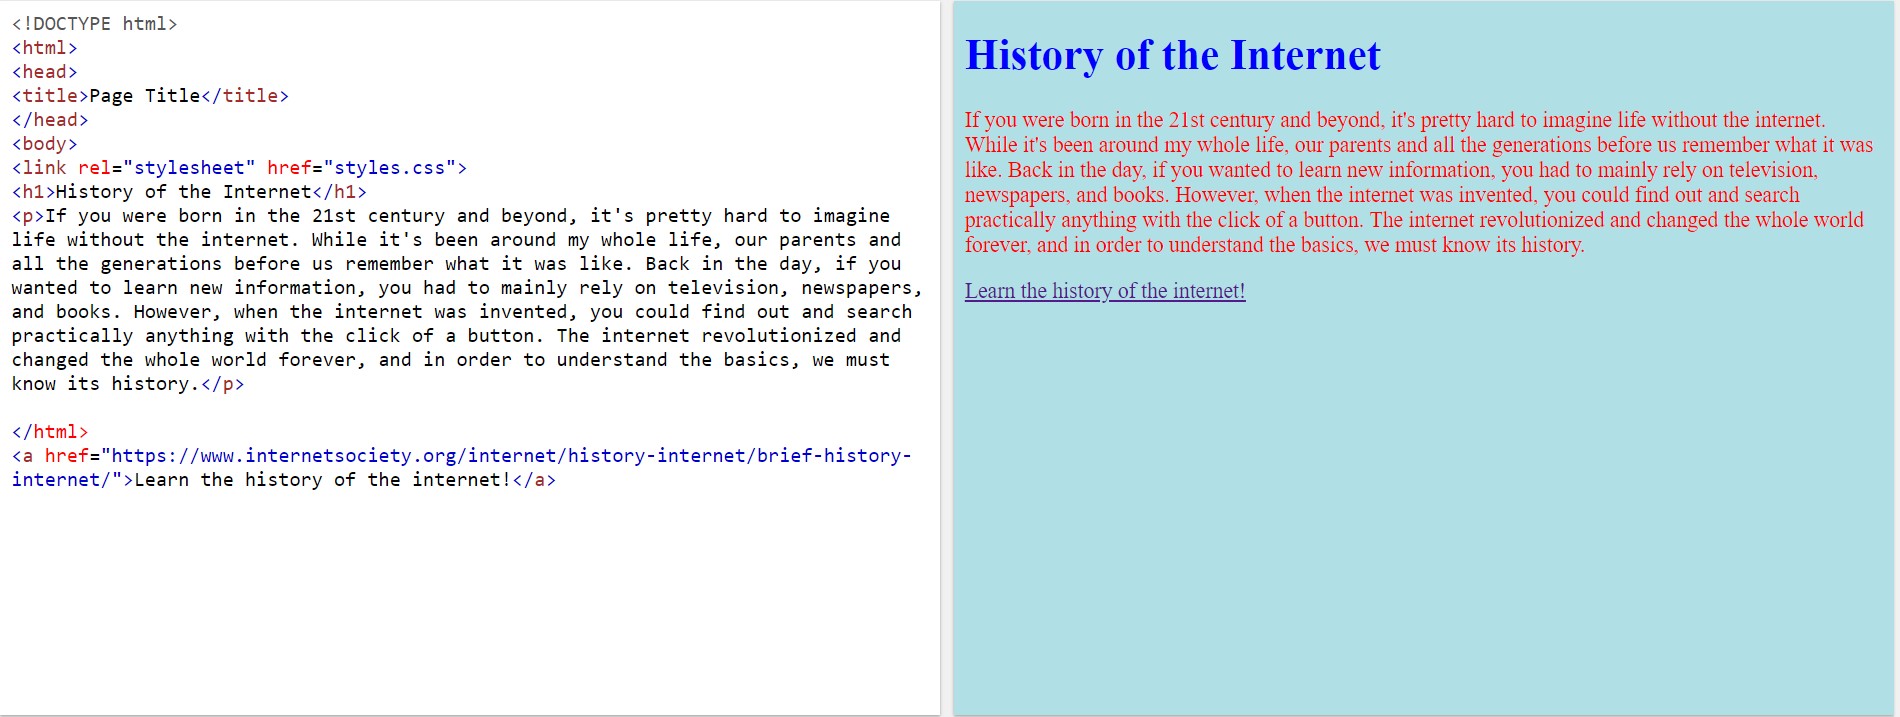 <!DOCTYPE html>
<html>
<head>
<title>Page Title</title>
</head>
<body>
<link rel="stylesheet" href="styles.css">
<h1>History of the Internet</h1>
<p>If you were born in the 21st century and beyond, it's pretty hard to imagine
life without the internet. While it's been around my whole life, our parents and
all the generations before us remember what it was like. Back in the day, if you
wanted to learn new information, you had to mainly rely on television, newspapers,
and books. However, when the internet was invented, you could find out and search
practically anything with the click of a button. The internet revolutionized and
changed the whole world forever, and in order to understand the basics, we must
know its history.</p>
</html>
<a href="https://www.internetsociety.org/internet/history-internet/brief-history-
internet/">Learn the history of the internet!</a>
History of the Internet
If you were born in the 21st century and beyond, it's pretty hard to imagine life without the internet.
While it's been around my whole life, our parents and all the generations before us remember what it was
like. Back in the day, if you wanted to learn new information, you had to mainly rely on television,
newspapers, and books. However, when the internet was invented, you could find out and search
practically anything with the click of a button. The internet revolutionized and changed the whole world
forever, and in order to understand the basics, we must know its history.
Learn the history of the internet!